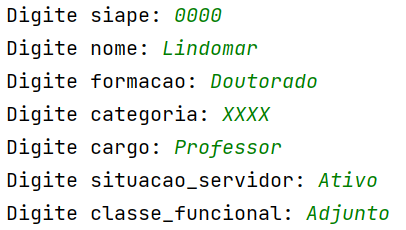 Digite siape: 0000
Digite nome: Lindomar
Digite formacao: Doutorado
Digite categoria: XXXX
Digite cargo: Professor
Digite situacao_servidor: Ativo
Digite classe_funcional: Adjunto